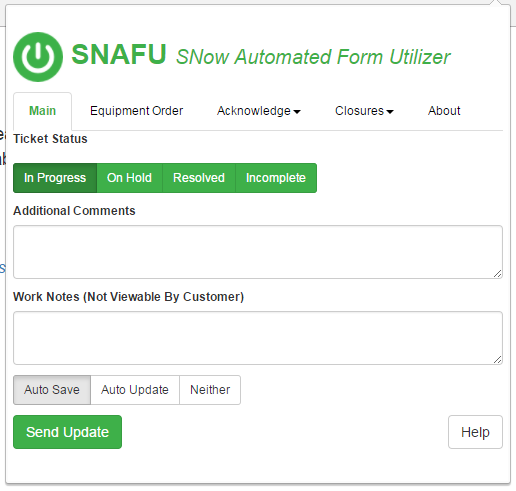 SNAFU SNow Automated Form Utilizer
Main Equipment Order Acknowledge Closures About
Ticket Status
In Progress On Hold Resolved Incomplete
Additional Comments
Work Notes (Not Viewable By Customer)
Auto Save Auto Update Neither
Send Update Help